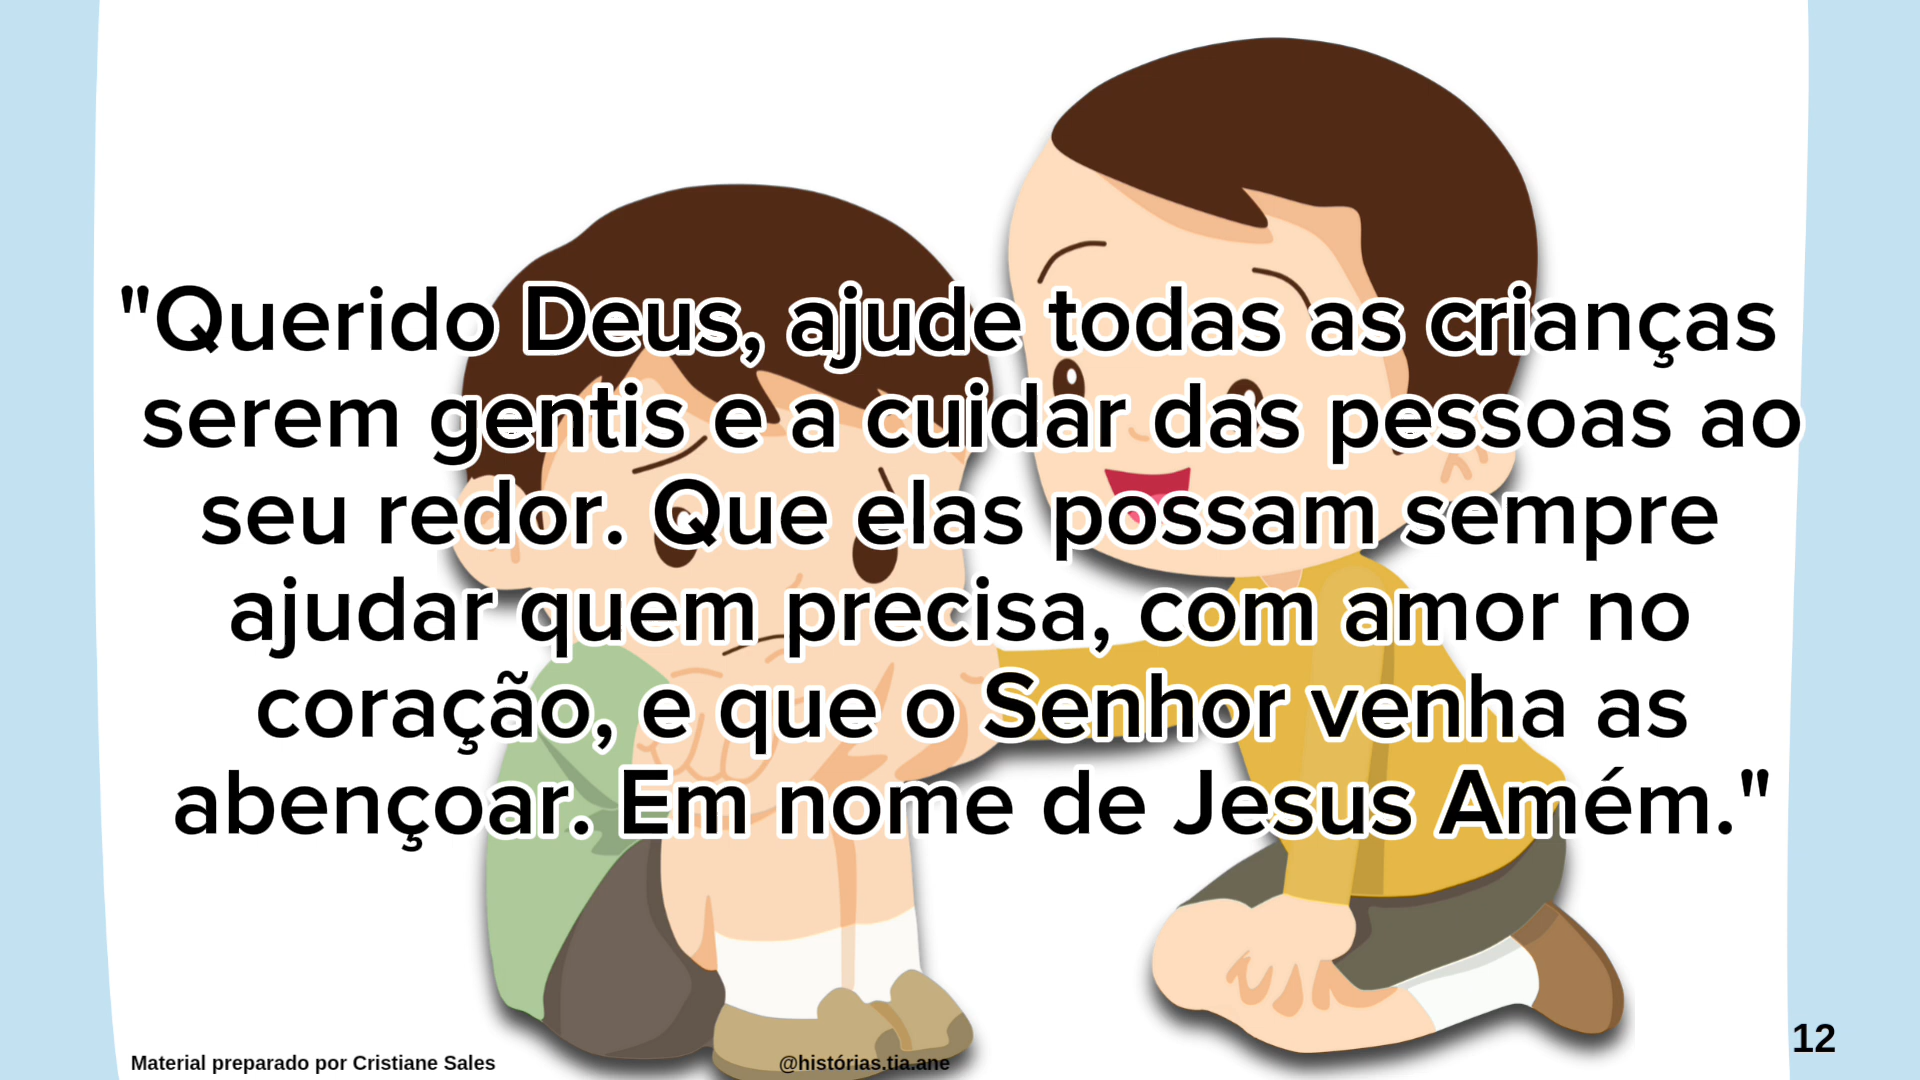 "Querido Deus, ajude todas as crianças
serem gentis e a cuidar das pessoas ao
seu redor. Que elas possam sempre
ajudar quem precisa, com amor no
coração, e que o Senhor venha as
abençoar. Em nome de Jesus Amém."
Material preparado por Cristiane Sales
@histórias.tia.ane
12